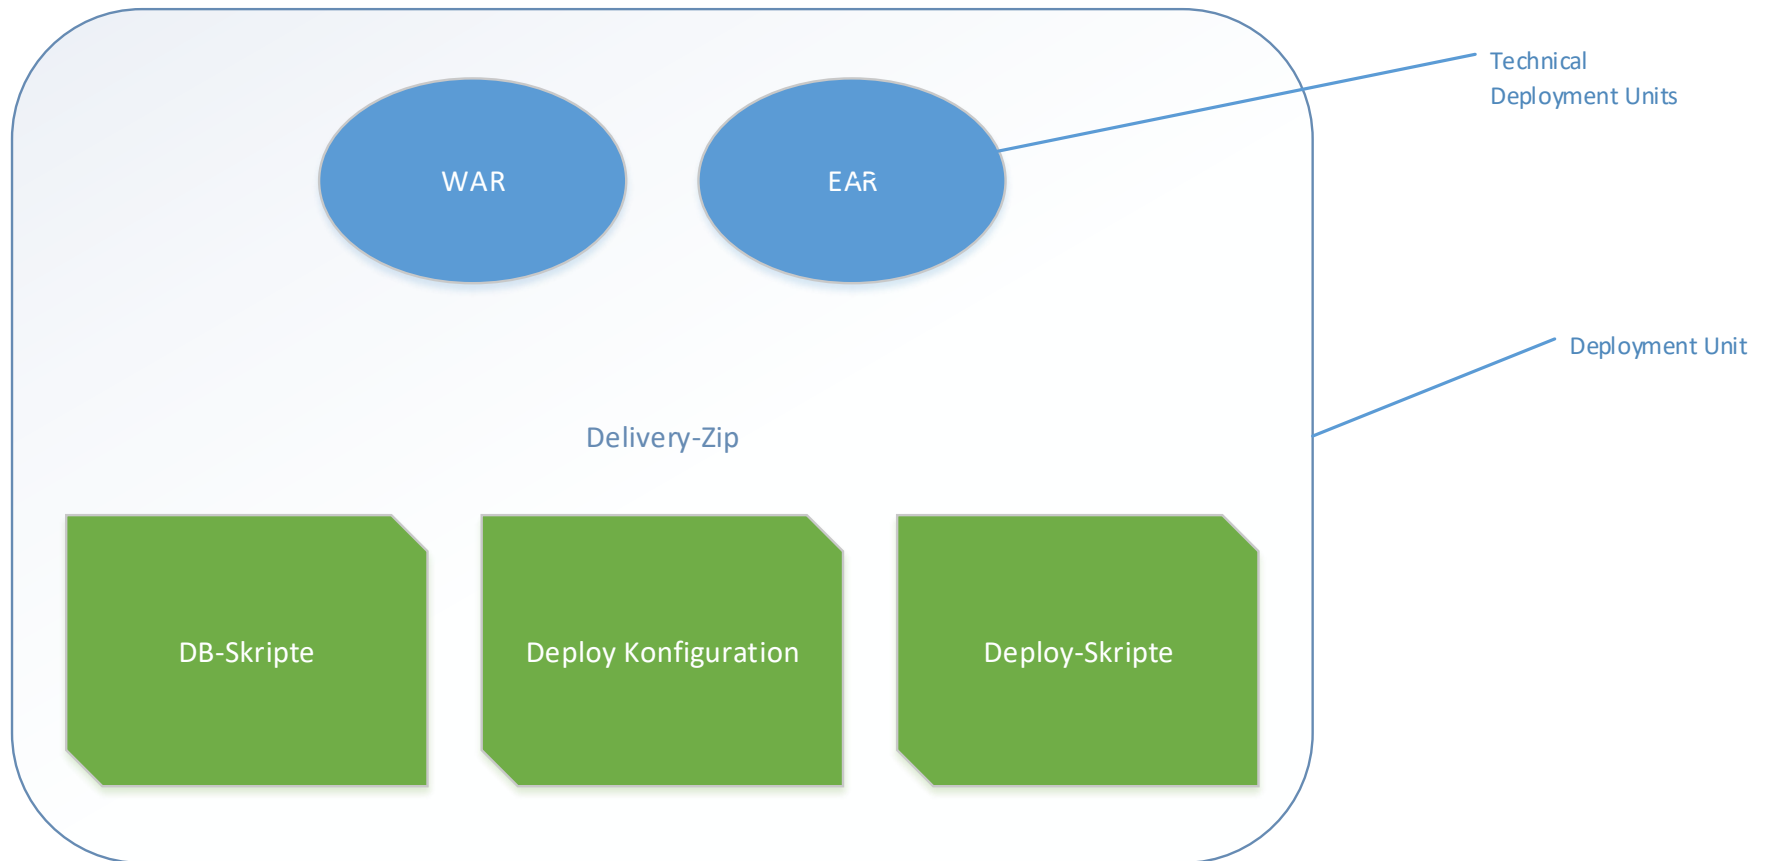 Technical
Deployment Units
WAR
EAR
Deployment Unit
Delivery-Zip
DB-Skripte
Deploy Konfiguration
Deploy-Skripte